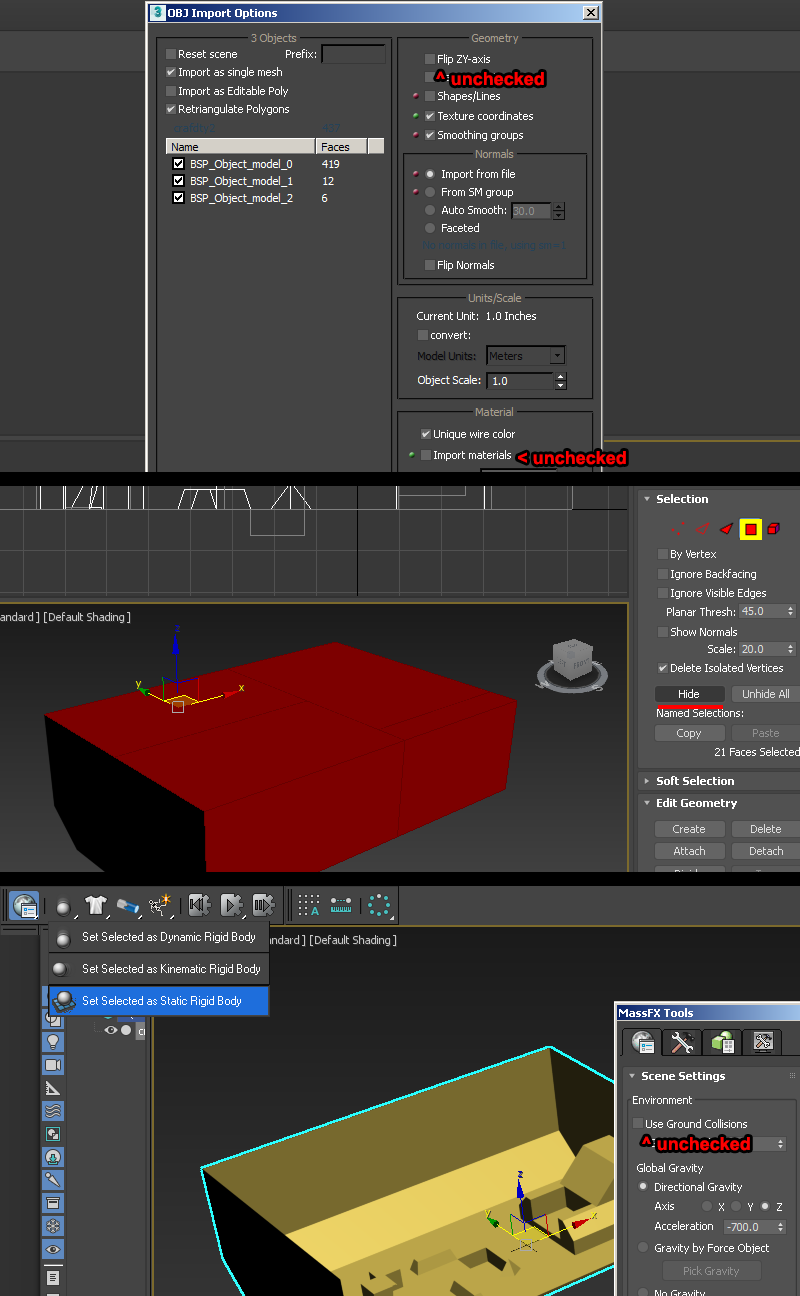 3 OBJ Import Options
3 Objects
Reset scene Prefix:
Import as single mesh
Import as Editable Poly
Retriangulate Polygons
Name Faces
BSP_Object_model_0 419
BSP_Object_model_1 12
BSP_Object_model_2 6
Geometry
Flip ZY-axis
^ unchecked
Shapes/Lines
Texture coordinates
Smoothing groups
Normals
Import from file
From SM group
Auto Smooth: 30.0
Faceted
Flip Normals
Units/Scale
Current Unit: 1.0 Inches
convert:
Model Units: Meters
Object Scale: 1.0
Material
Unique wire color
Import materials < unchecked
Selection
By Vertex
Ignore Backfacing
Ignore Visible Edges
Planar Thresh: 45.0
Show Normals
Scale: 20.0
Delete Isolated Vertices
Hide Unhide All
Named Selections:
Copy Paste
21 Faces Selected
Soft Selection
Edit Geometry
Create Delete
Attach Detach
andard ] [Default Shading ]
z
y
x
Set Selected as Dynamic Rigid Body
Set Selected as Kinematic Rigid Body
Set Selected as Static Rigid Body
andard ] [Default Shading ]
z
y
x
MassFX Tools
Scene Settings
Environment
Use Ground Collisions
^ unchecked
Global Gravity
Directional Gravity
Axis X Y Z
Acceleration -700.0
Gravity by Force Object
Pick Gravity
No Gravity